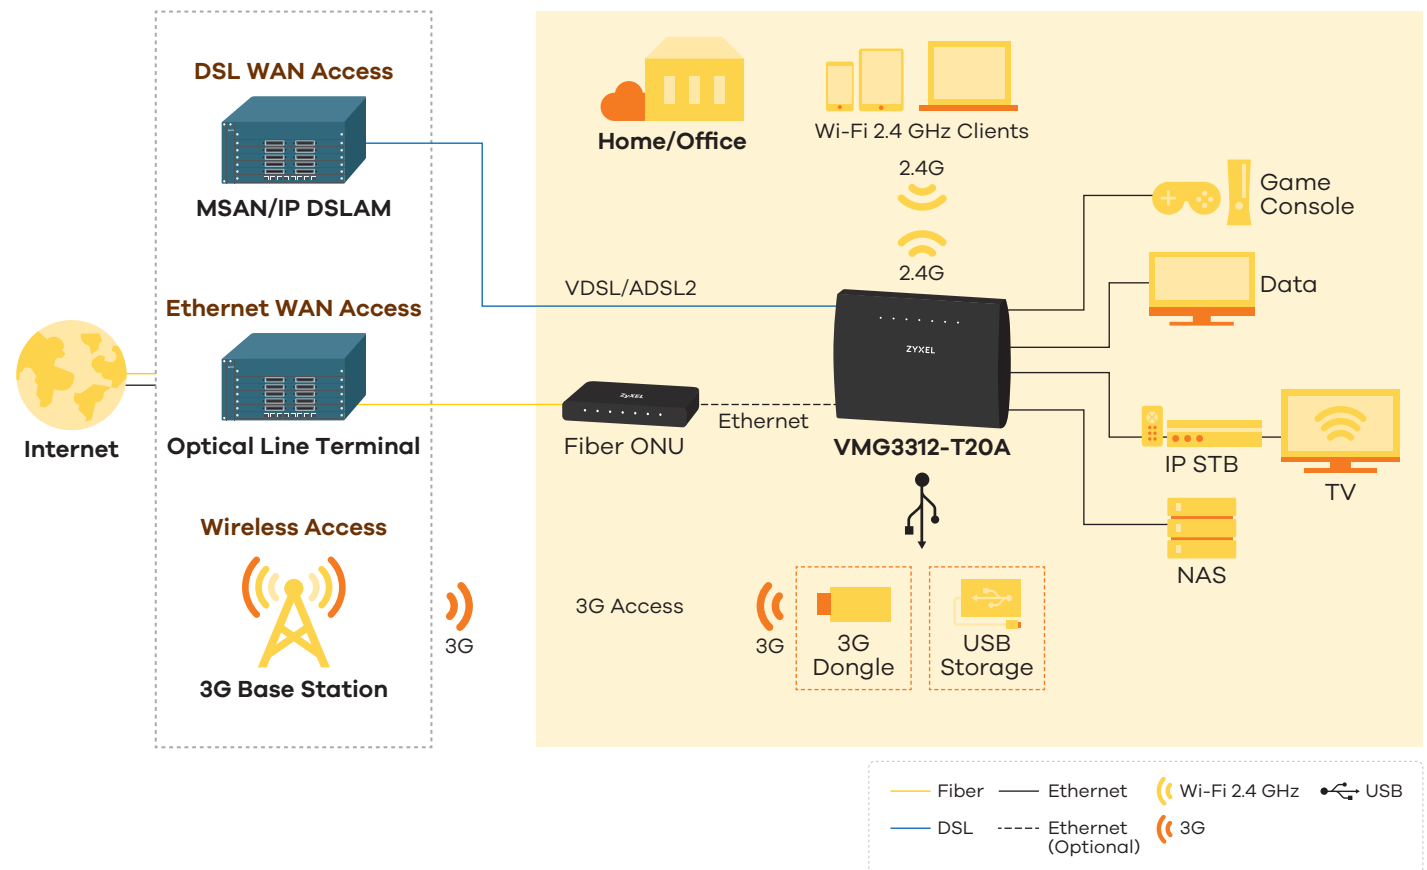 DSL WAN Access
MSAN/IP DSLAM
Ethernet WAN Access
Optical Line Terminal
Internet
Wireless Access
3G Base Station
3G
Home/Office
Wi-Fi 2.4 GHz Clients
2.4G
2.4G
VDSL/ADSL2
ZYXEL
VMG3312-T20A
ZyXEL
Fiber ONU
Ethernet
Game
Console
Data
IP STB
TV
NAS
3G Access
3G
3G
Dongle
USB
Storage
Fiber
Ethernet
Wi-Fi 2.4 GHz
USB
DSL
Ethernet
(Optional)
3G